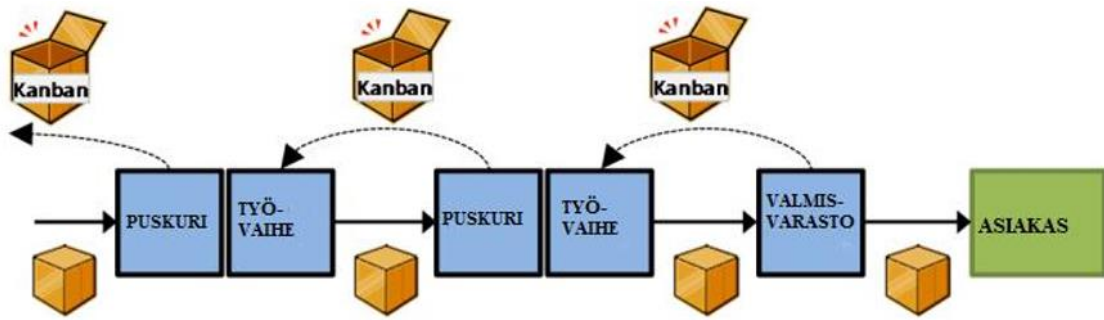 Kanban
Kanban
Kanban
PUSKURI
TYÖ-
VAIHE
PUSKURI
TYÖ-
VAIHE
VALMIS-
VARASTO
ASIAKAS